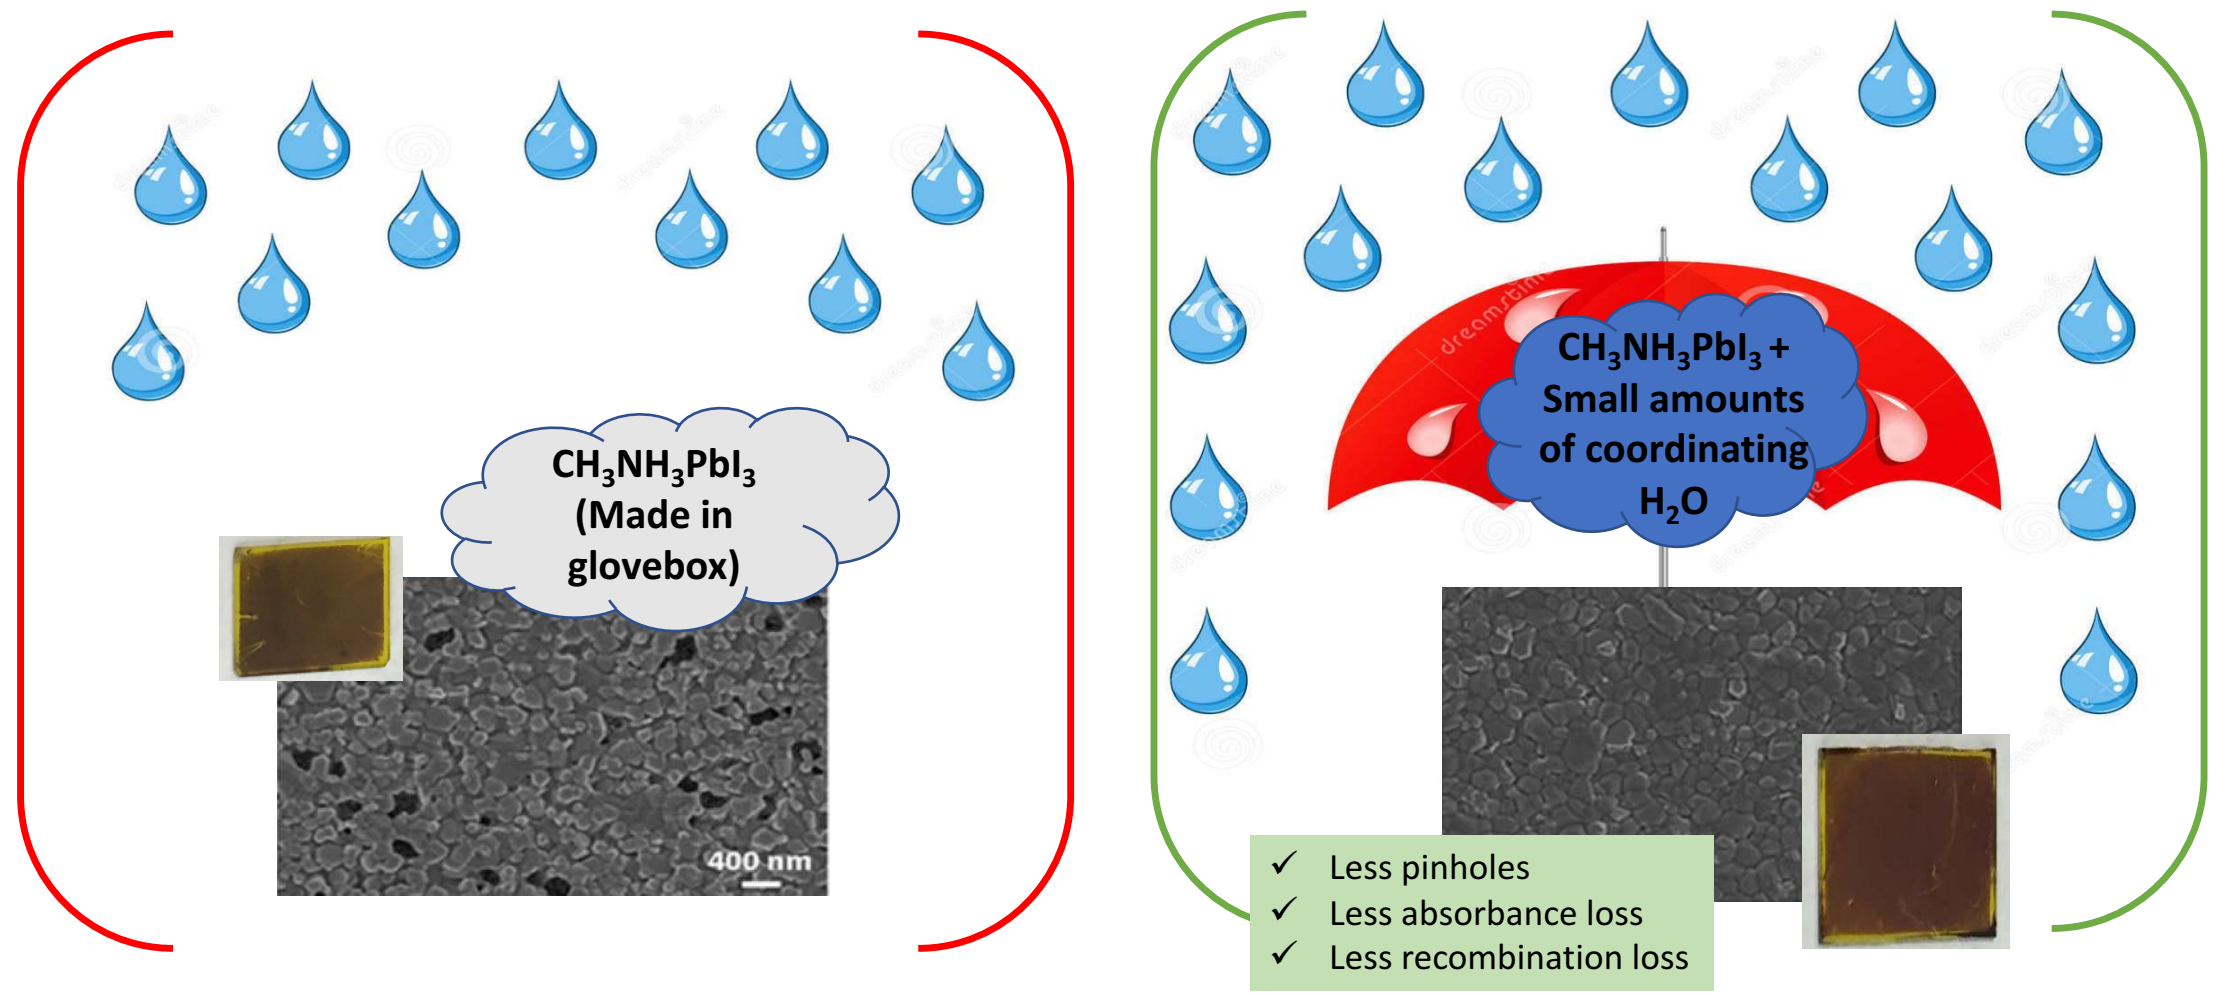 CH₃NH₃PbI₃
(Made in
glovebox)
400 nm
dreamstime
CH₃NH₃PbI₃ +
Small amounts
of coordinating
H₂O
✓ Less pinholes
✓ Less absorbance loss
✓ Less recombination loss